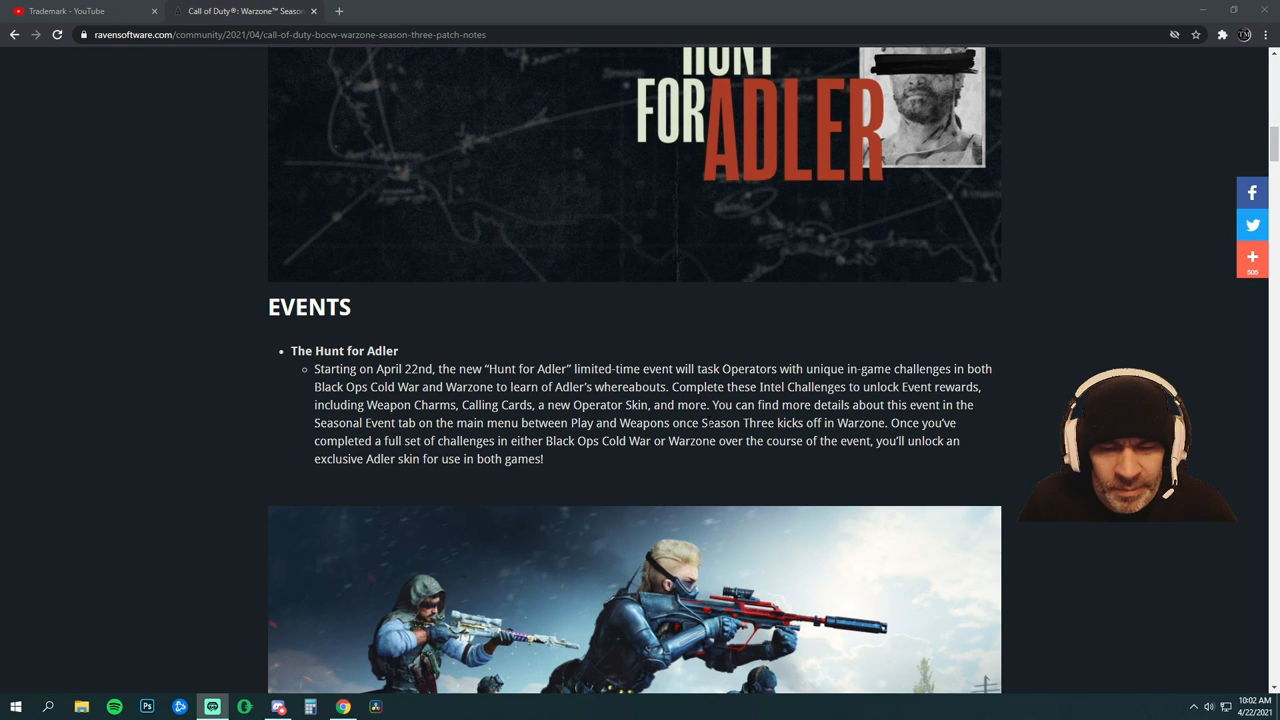 Trademark - YouTube
Call of Duty®: Warzone™ Season
ravensoftware.com/community/2021/04/call-of-duty-bocw-warzone-season-three-patch-notes
TM
HUNT
FOR ADLER
505
EVENTS
The Hunt for Adler
Starting on April 22nd, the new “Hunt for Adler” limited-time event will task Operators with unique in-game challenges in both
Black Ops Cold War and Warzone to learn of Adler’s whereabouts. Complete these Intel Challenges to unlock Event rewards,
including Weapon Charms, Calling Cards, a new Operator Skin, and more. You can find more details about this event in the
Seasonal Event tab on the main menu between Play and Weapons once Season Three kicks off in Warzone. Once you’ve
completed a full set of challenges in either Black Ops Cold War or Warzone over the course of the event, you’ll unlock an
exclusive Adler skin for use in both games!
Ps
10:02 AM
4/22/2021